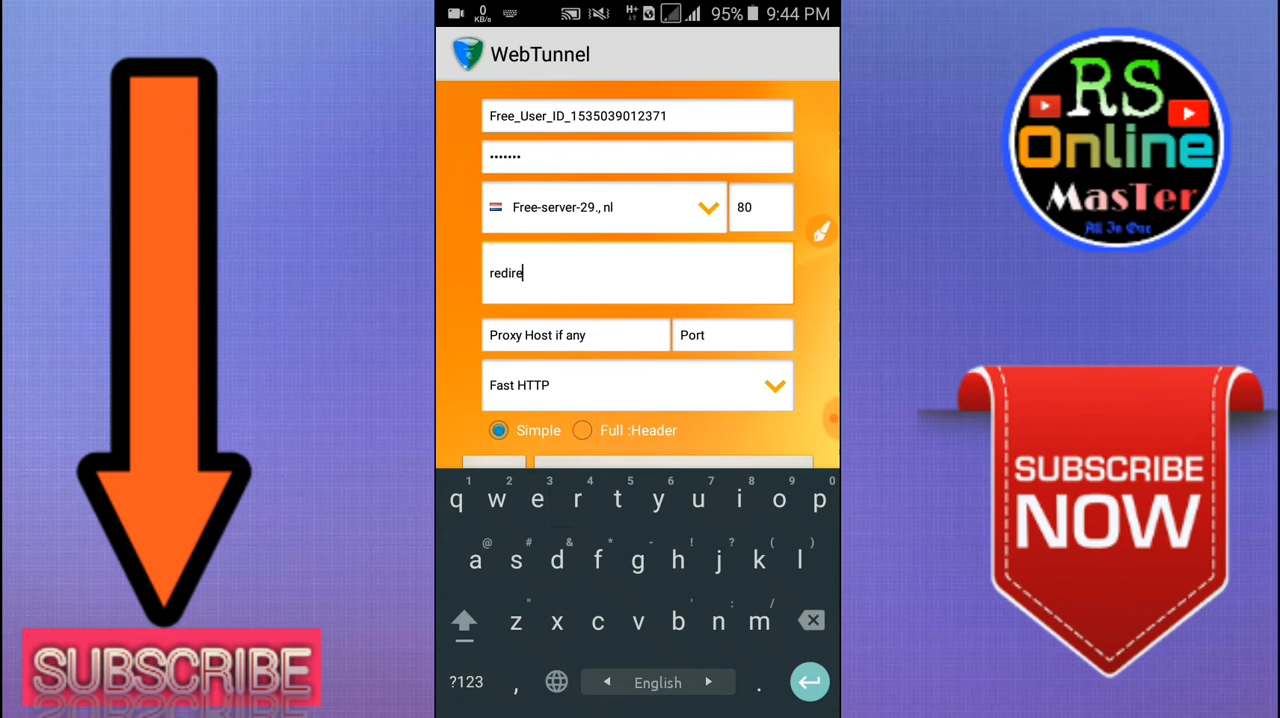 0
KB/s
H+
95%
9:44 PM
WebTunnel
Free_User_ID_1535039012371
•••••••
Free-server-29., nl
80
redire
Proxy Host if any
Port
Fast HTTP
Simple
Full :Header
1 2 3 4 5 6 7 8 9 0
q w e r t y u i o p
@ # & * - ! ? ( )
a s d f g h j k l
" ' : /
z x c v b n m
?123 , English .
RS
Online
MasTer
All In One
SUBSCRIBE
NOW
SUBSCRIBE